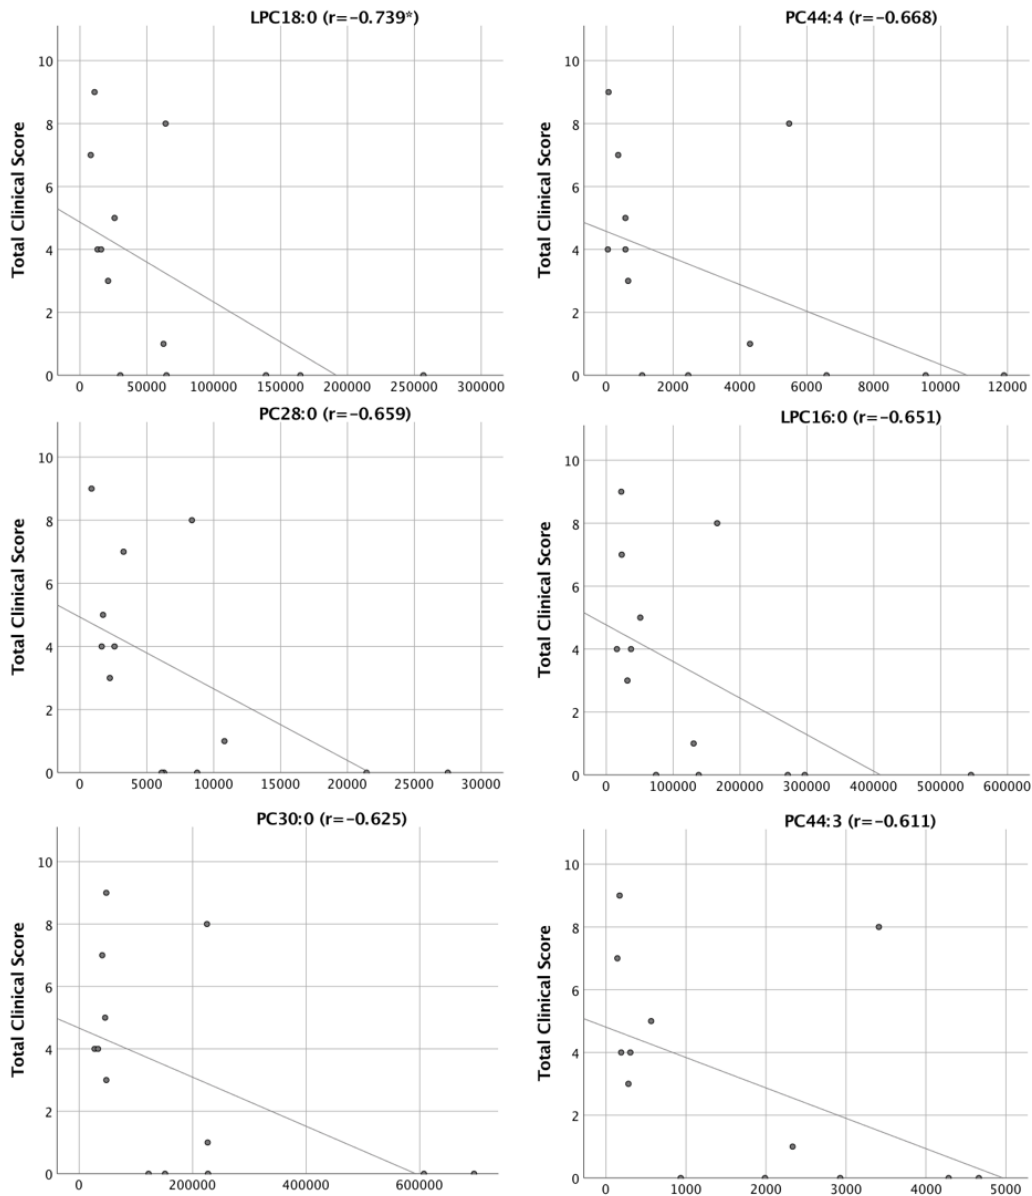 LPC18:0 (r=−0.739*)
Total Clinical Score
10
8
6
4
2
0
0 50000 100000 150000 200000 250000 300000
PC44:4 (r=−0.668)
Total Clinical Score
10
8
6
4
2
0
0 2000 4000 6000 8000 10000 12000
PC28:0 (r=−0.659)
Total Clinical Score
10
8
6
4
2
0
0 5000 10000 15000 20000 25000 30000
LPC16:0 (r=−0.651)
Total Clinical Score
10
8
6
4
2
0
0 100000 200000 300000 400000 500000 600000
PC30:0 (r=−0.625)
Total Clinical Score
10
8
6
4
2
0
0 200000 400000 600000
PC44:3 (r=−0.611)
Total Clinical Score
10
8
6
4
2
0
0 1000 2000 3000 4000 5000